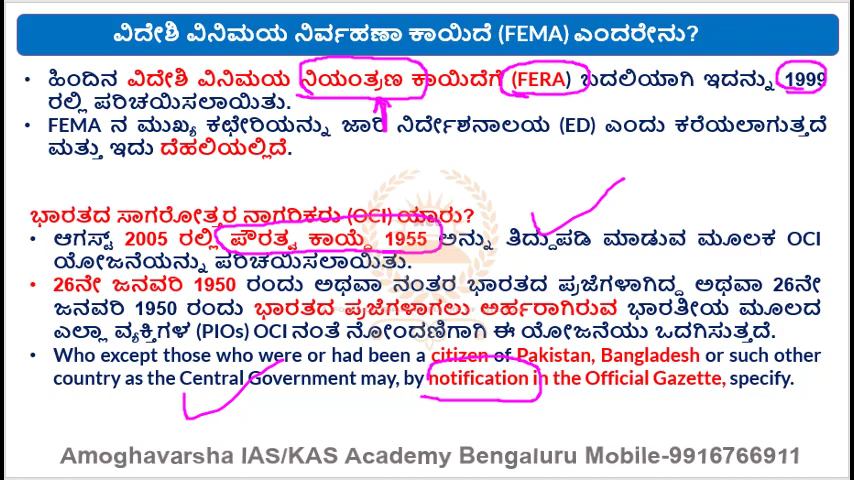 ವಿದೇಶಿ ವಿನಿಮಯ ನಿರ್ವಹಣಾ ಕಾಯಿದೆ (FEMA) ಎಂದರೇನು?
• ಹಿಂದಿನ ವಿದೇಶಿ ವಿನಿಮಯ ನಿಯಂತ್ರಣ ಕಾಯಿದೆಗೆ (FERA) ಬದಲಿಯಾಗಿ ಇದನ್ನು 1999
ರಲ್ಲಿ ಪರಿಚಯಿಸಲಾಯಿತು.
• FEMA ನ ಮುಖ್ಯ ಕಛೇರಿಯನ್ನು ಜಾರಿ ನಿರ್ದೇಶನಾಲಯ (ED) ಎಂದು ಕರೆಯಲಾಗುತ್ತದೆ
ಮತ್ತು ಇದು ದೆಹಲಿಯಲ್ಲಿದೆ.
ಭಾರತದ ಸಾಗರೋತ್ತರ ನಾಗರಿಕರು (OCI) ಯಾರು?
• ಆಗಸ್ಟ್ 2005 ರಲ್ಲಿ ಪೌರತ್ವ ಕಾಯ್ದೆ 1955 ಅನ್ನು ತಿದ್ದುಪಡಿ ಮಾಡುವ ಮೂಲಕ OCI
ಯೋಜನೆಯನ್ನು ಪರಿಚಯಿಸಲಾಯಿತು.
• 26ನೇ ಜನವರಿ 1950 ರಂದು ಅಥವಾ ನಂತರ ಭಾರತದ ಪ್ರಜೆಗಳಾಗಿದ್ದ ಅಥವಾ 26ನೇ
ಜನವರಿ 1950 ರಂದು ಭಾರತದ ಪ್ರಜೆಗಳಾಗಲು ಅರ್ಹರಾಗಿರುವ ಭಾರತೀಯ ಮೂಲದ
ಎಲ್ಲಾ ವ್ಯಕ್ತಿಗಳ (PIOs) OCI ನಂತೆ ನೋಂದಣಿಗಾಗಿ ಈ ಯೋಜನೆಯು ಒದಗಿಸುತ್ತದೆ.
• Who except those who were or had been a citizen of Pakistan, Bangladesh or such other
country as the Central Government may, by notification in the Official Gazette, specify.
Amoghavarsha IAS/KAS Academy Bengaluru Mobile-9916766911